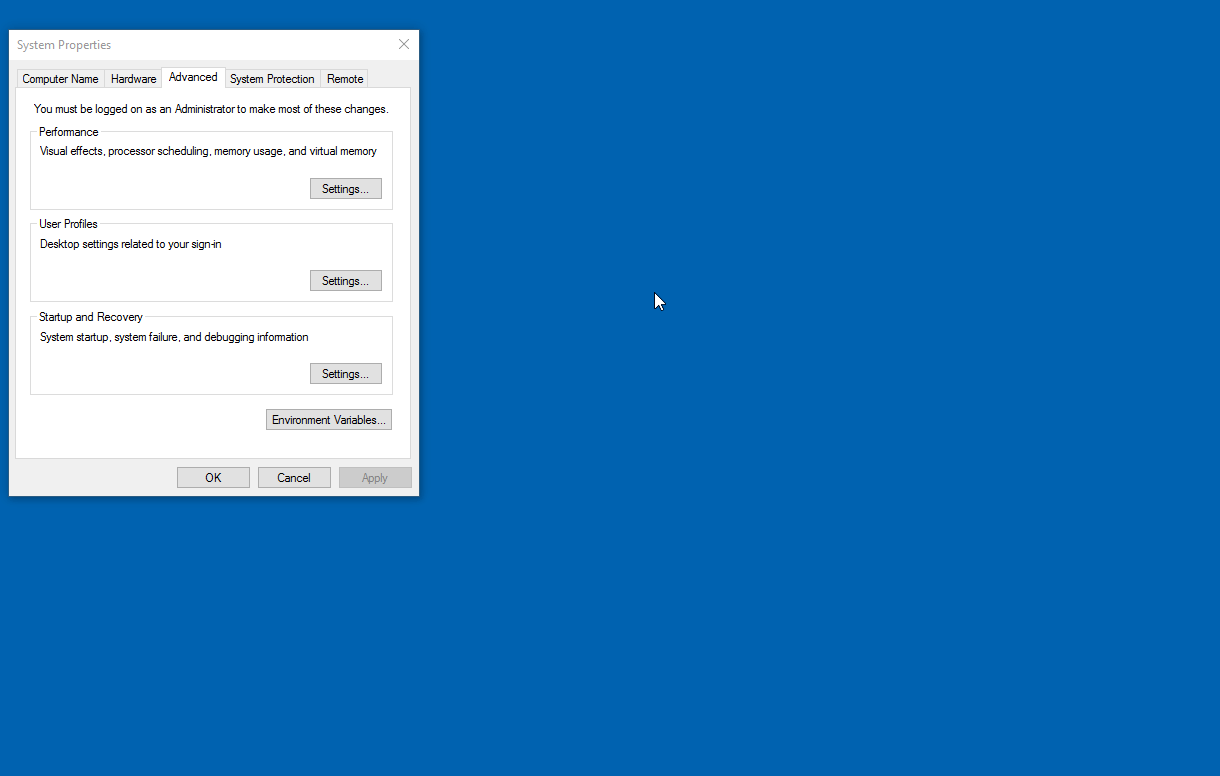 System Properties
Computer Name Hardware Advanced System Protection Remote
You must be logged on as an Administrator to make most of these changes.
Performance
Visual effects, processor scheduling, memory usage, and virtual memory
Settings...
User Profiles
Desktop settings related to your sign-in
Settings...
Startup and Recovery
System startup, system failure, and debugging information
Settings...
Environment Variables...
OK Cancel Apply